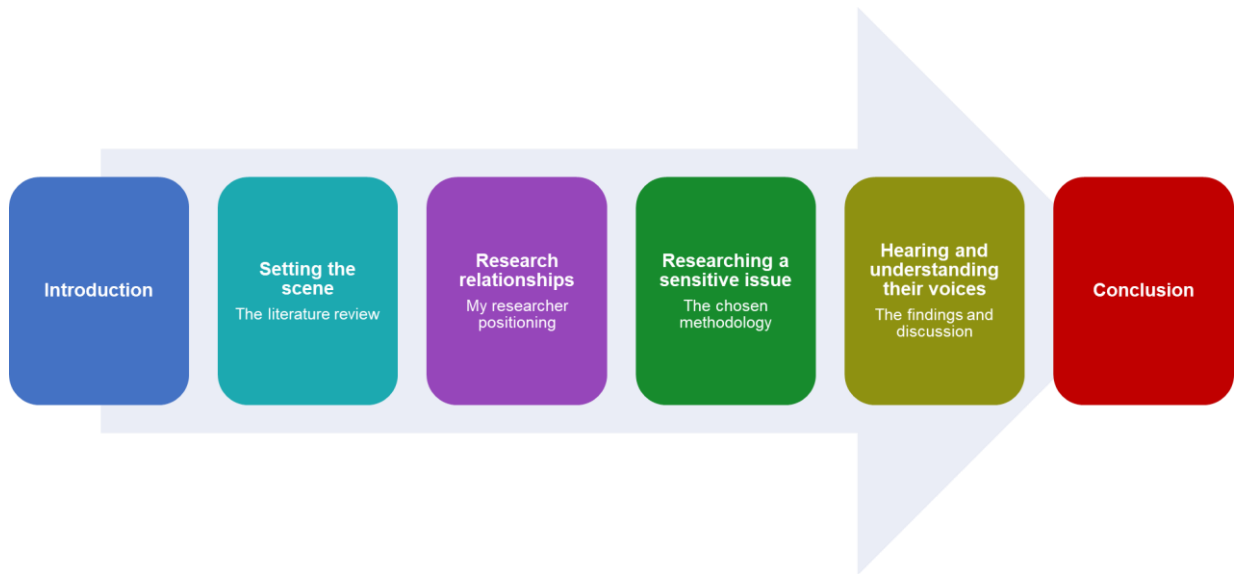 Introduction
Setting the
scene
The literature review
Research
relationships
My researcher
positioning
Researching a
sensitive issue
The chosen
methodology
Hearing and
understanding
their voices
The findings and
discussion
Conclusion